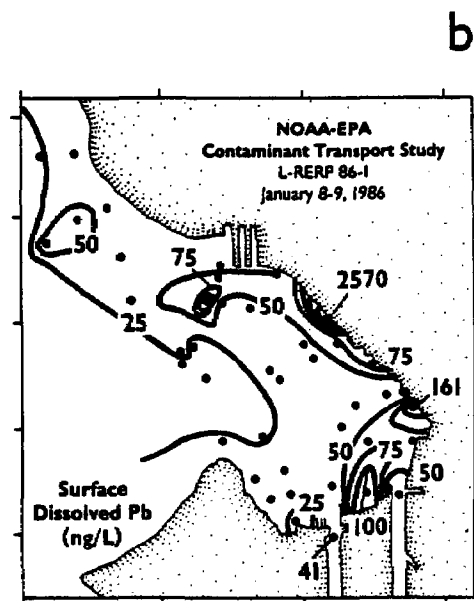 b
NOAA-EPA
Contaminant Transport Study
L-RERP 86-1
January 8-9, 1986
50
75
2570
50
25
75
161
50
75
50
25
100
41
Surface
Dissolved Pb
(ng/L)